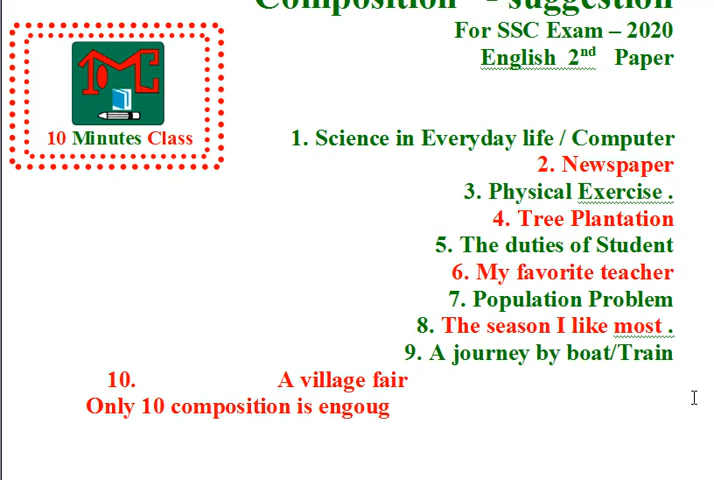 Composition - suggestion
For SSC Exam – 2020
English 2nd Paper
10 Minutes Class
1. Science in Everyday life / Computer
2. Newspaper
3. Physical Exercise .
4. Tree Plantation
5. The duties of Student
6. My favorite teacher
7. Population Problem
8. The season I like most .
9. A journey by boat/Train
10. A village fair
Only 10 composition is engoug